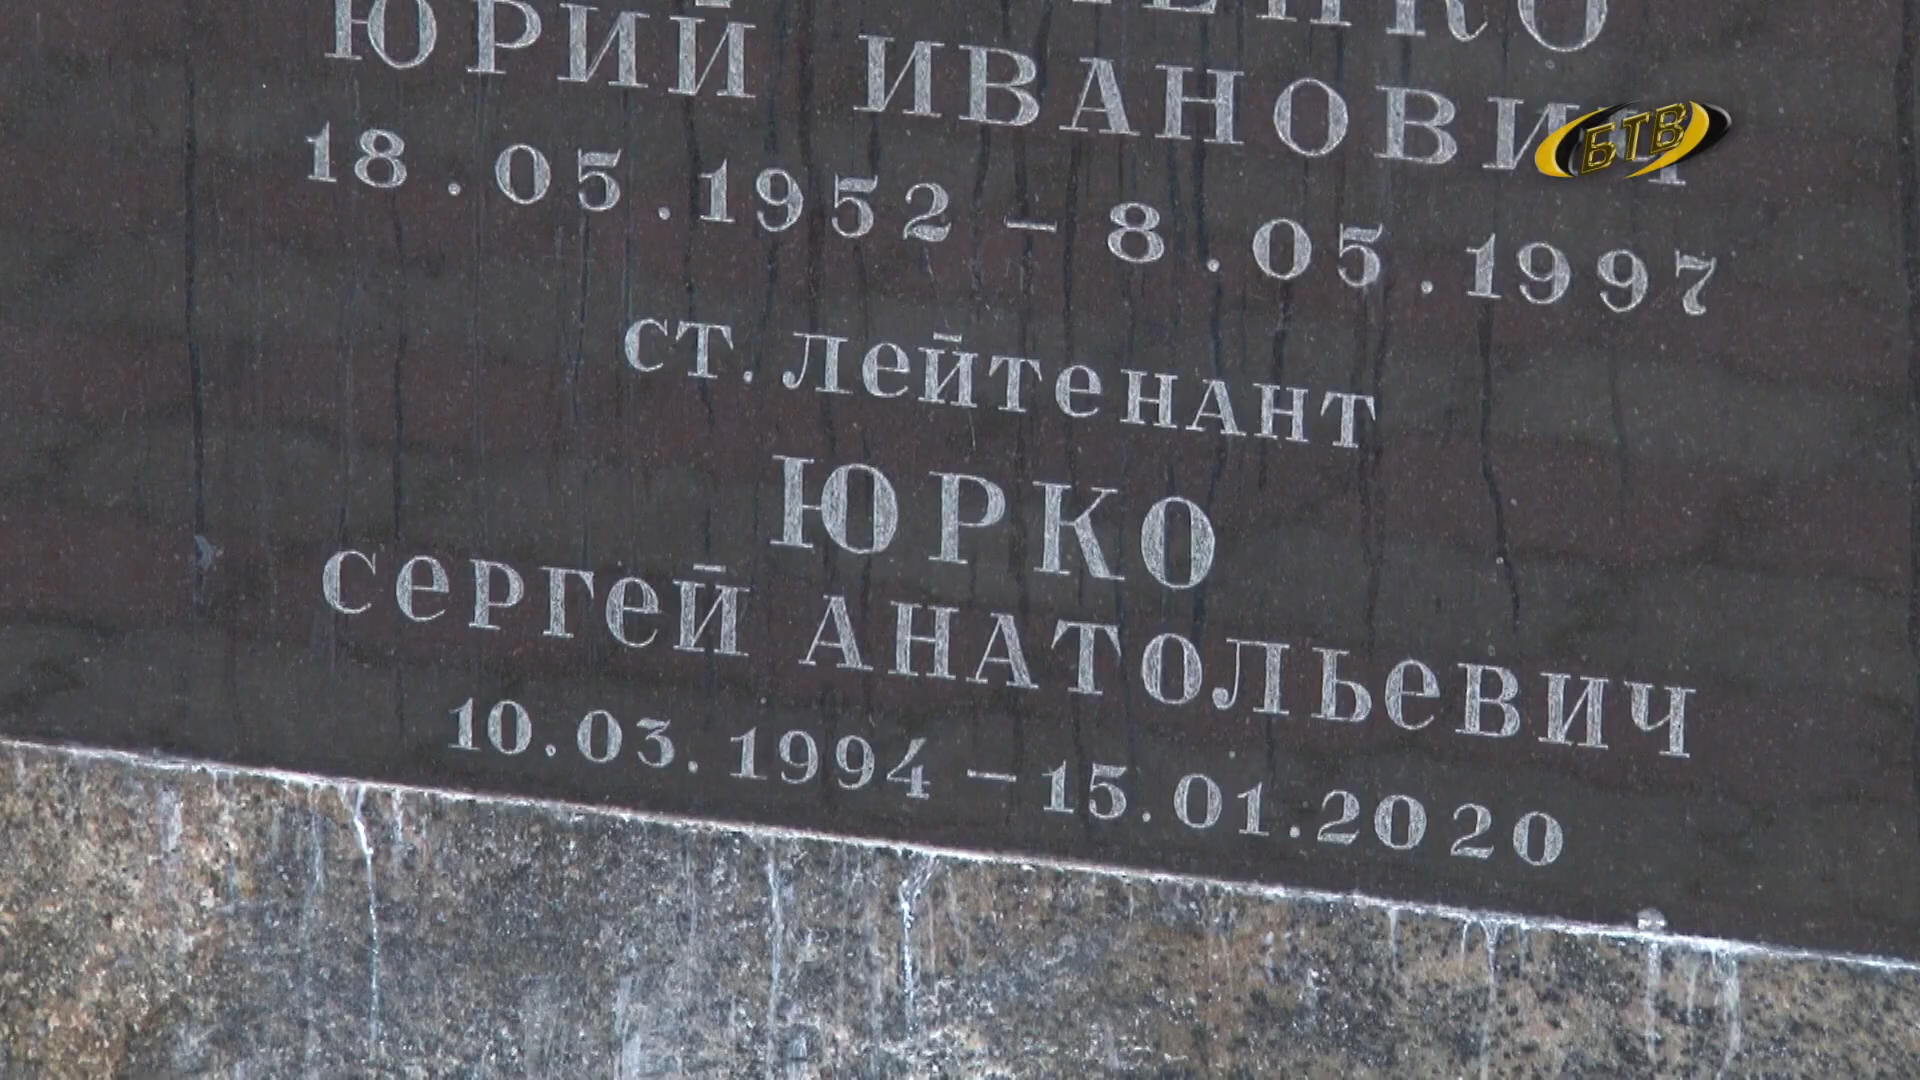 ЮРИЙ ИВАНОВИЧ
БТВ
18.05.1952 – 8.05.1997
СТ. ЛЕЙТЕНАНТ
ЮРКО
СЕРГЕЙ АНАТОЛЬЕВИЧ
10.03.1994 – 15.01.2020